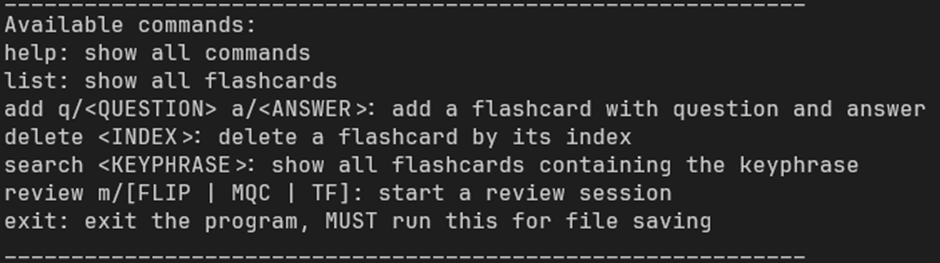 ------------------------------------------------------------
Available commands:
help: show all commands
list: show all flashcards
add q/<QUESTION> a/<ANSWER>: add a flashcard with question and answer
delete <INDEX>: delete a flashcard by its index
search <KEYPHRASE>: show all flashcards containing the keyphrase
review m/[FLIP | MQC | TF]: start a review session
exit: exit the program, MUST run this for file saving
------------------------------------------------------------